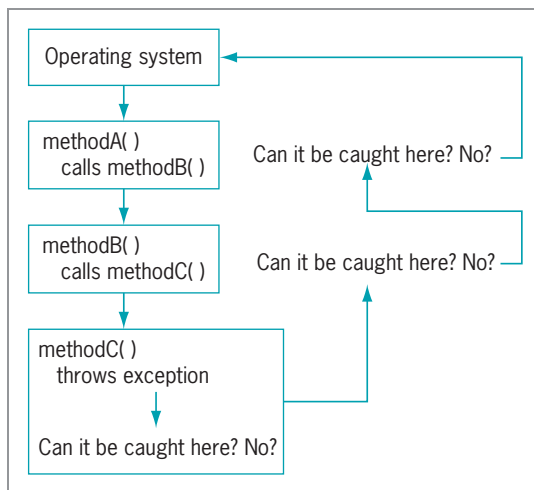 Operating system
methodA( )
calls methodB( )
Can it be caught here? No?
methodB( )
calls methodC( )
Can it be caught here? No?
methodC( )
throws exception
Can it be caught here? No?